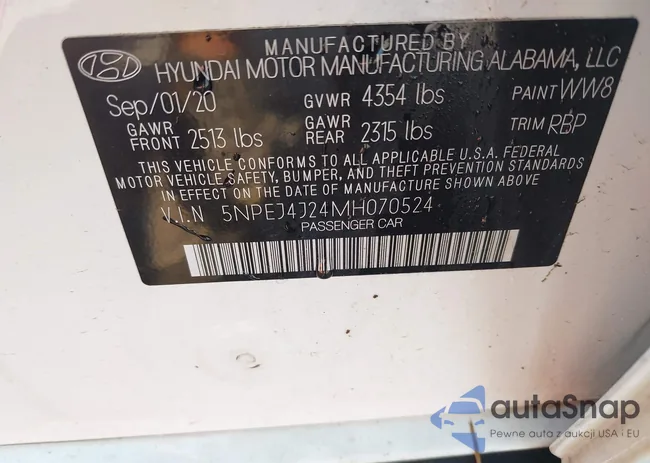 MANUFACTURED BY
HYUNDAI MOTOR MANUFACTURING ALABAMA, LLC
Sep/01/20 GVWR 4354 lbs PAINT WW8
GAWR FRONT 2513 lbs GAWR REAR 2315 lbs TRIM RBP
THIS VEHICLE CONFORMS TO ALL APPLICABLE U.S.A. FEDERAL
MOTOR VEHICLE SAFETY, BUMPER, AND THEFT PREVENTION STANDARDS
IN EFFECT ON THE DATE OF MANUFACTURE SHOWN ABOVE.
V.I.N 5NPEJ4J24MH070524
PASSENGER CAR
autaSnap
Pewne auta z aukcji USA i EU